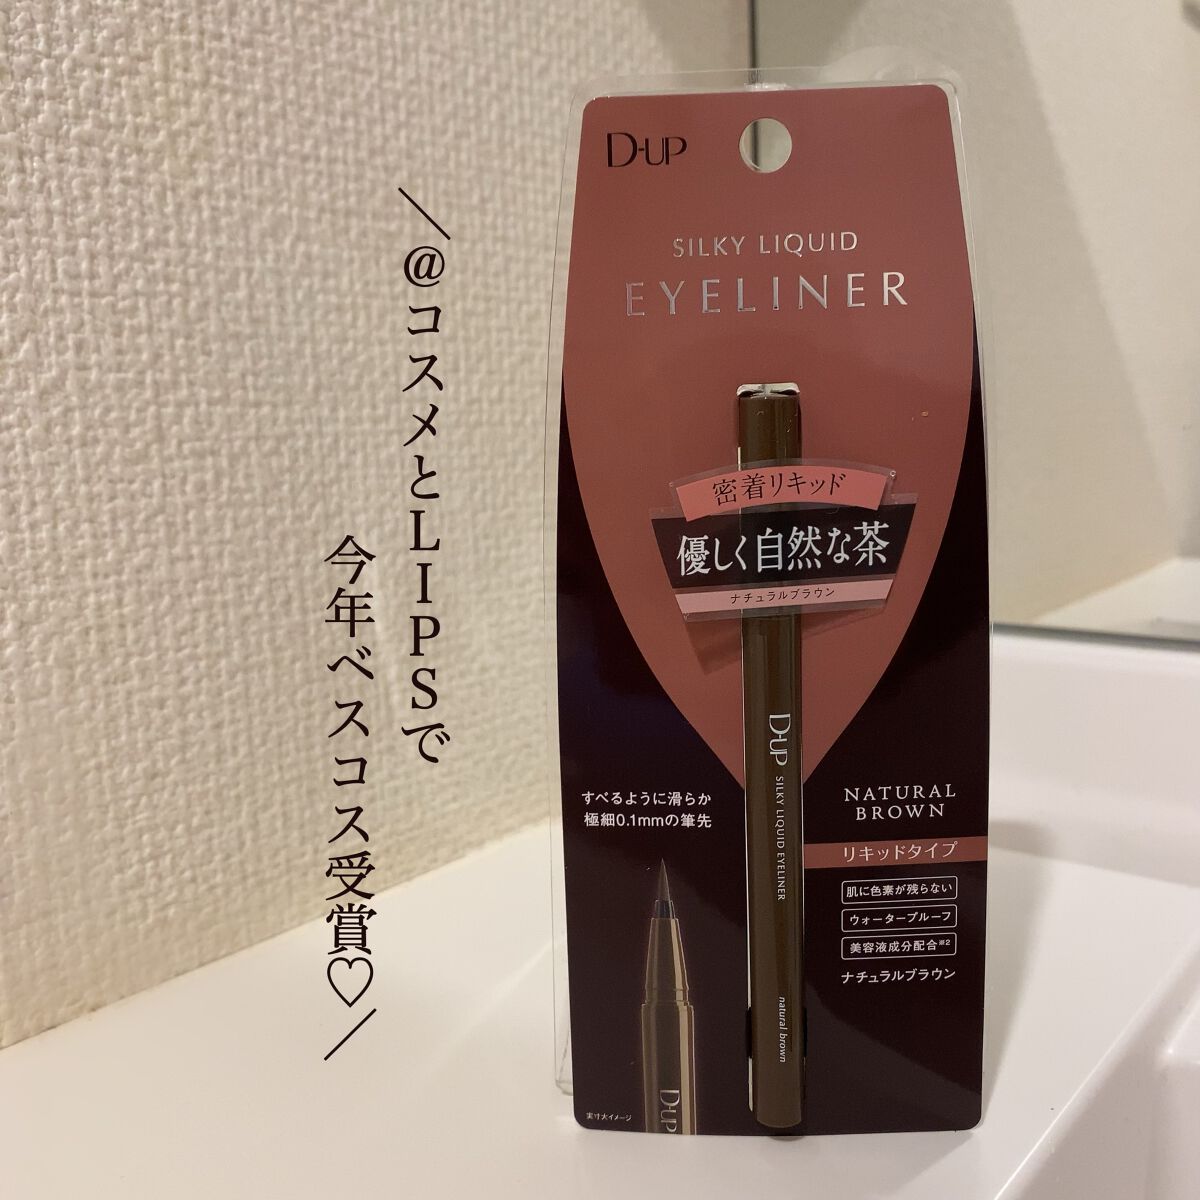 ＼@コスメとLIPSで
今年ベスコス受賞♡／
D-UP
SILKY LIQUID
EYELINER
密着リキッド
優しく自然な茶
ナチュラルブラウン
D-UP SILKY LIQUID EYELINER
natural brown
すべるように滑らか
極細0.1mmの筆先
D-UP
実寸大イメージ
NATURAL
BROWN
リキッドタイプ
肌に色素が残らない
ウォータープルーフ
美容液成分配合※2
ナチュラルブラウン